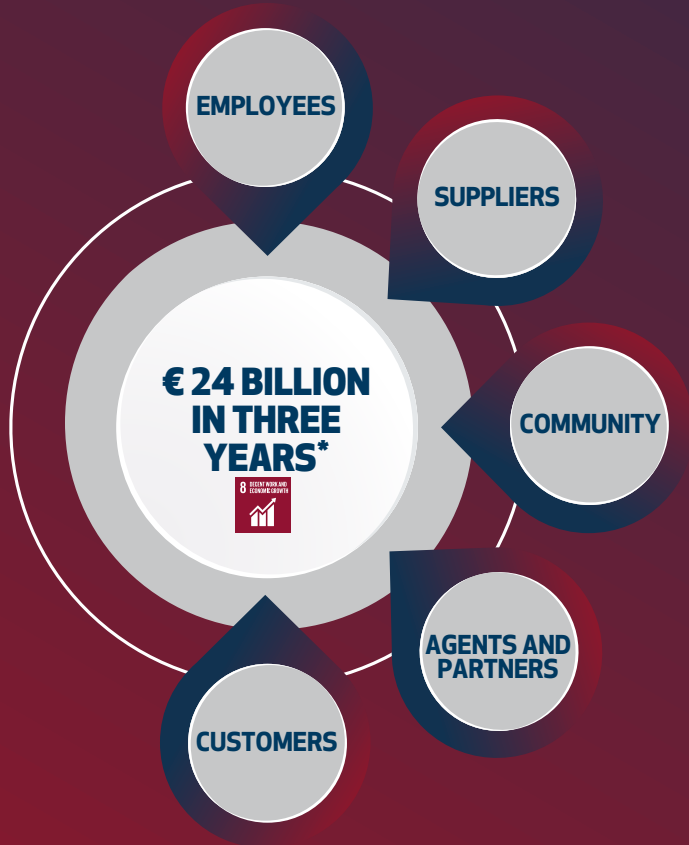 EMPLOYEES
SUPPLIERS
€ 24 BILLION
IN THREE
YEARS*
8 DECENT WORK AND
ECONOMIC GROWTH
COMMUNITY
AGENTS AND
PARTNERS
CUSTOMERS